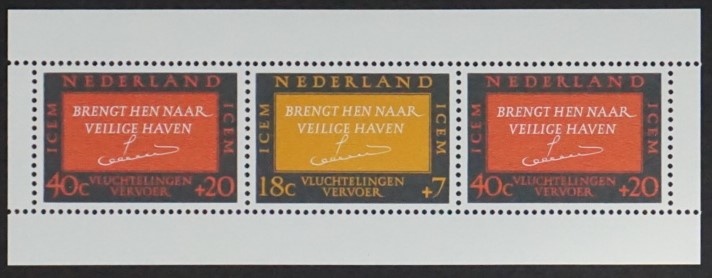 NEDERLAND
ICEM
BRENGT HEN NAAR
VEILIGE HAVEN
ICEM
40c VLUCHTELINGEN VERVOER +20
NEDERLAND
ICEM
BRENGT HEN NAAR
VEILIGE HAVEN
ICEM
18c VLUCHTELINGEN VERVOER +7
NEDERLAND
ICEM
BRENGT HEN NAAR
VEILIGE HAVEN
ICEM
40c VLUCHTELINGEN VERVOER +20